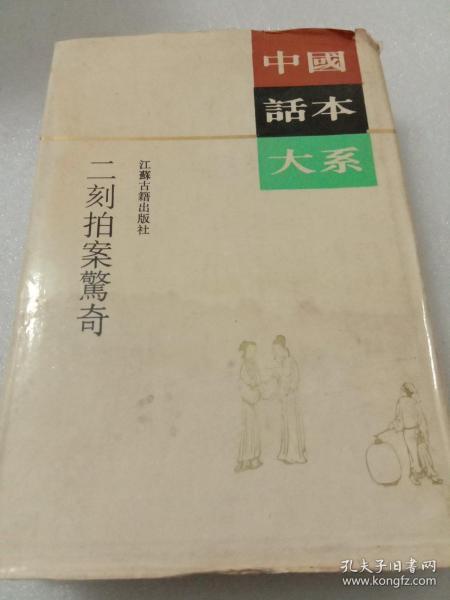 中國
話本
大系
江蘇古籍出版社
二刻拍案驚奇
孔夫子旧书网
www.kongfz.com